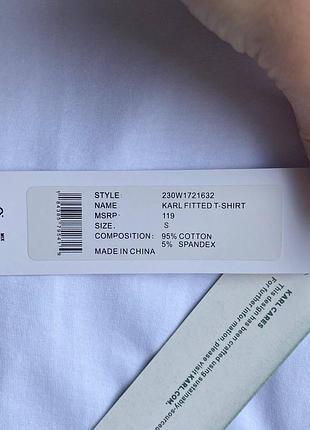 STYLE: 230W1721632
NAME KARL FITTED T-SHIRT
MSRP: 119
SIZE: S
COMPOSITION: 95% COTTON
5% SPANDEX
MADE IN CHINA
KARL CARES
This design has been crafted using sustainably-sourced
For further information, please visit KARL.COM.